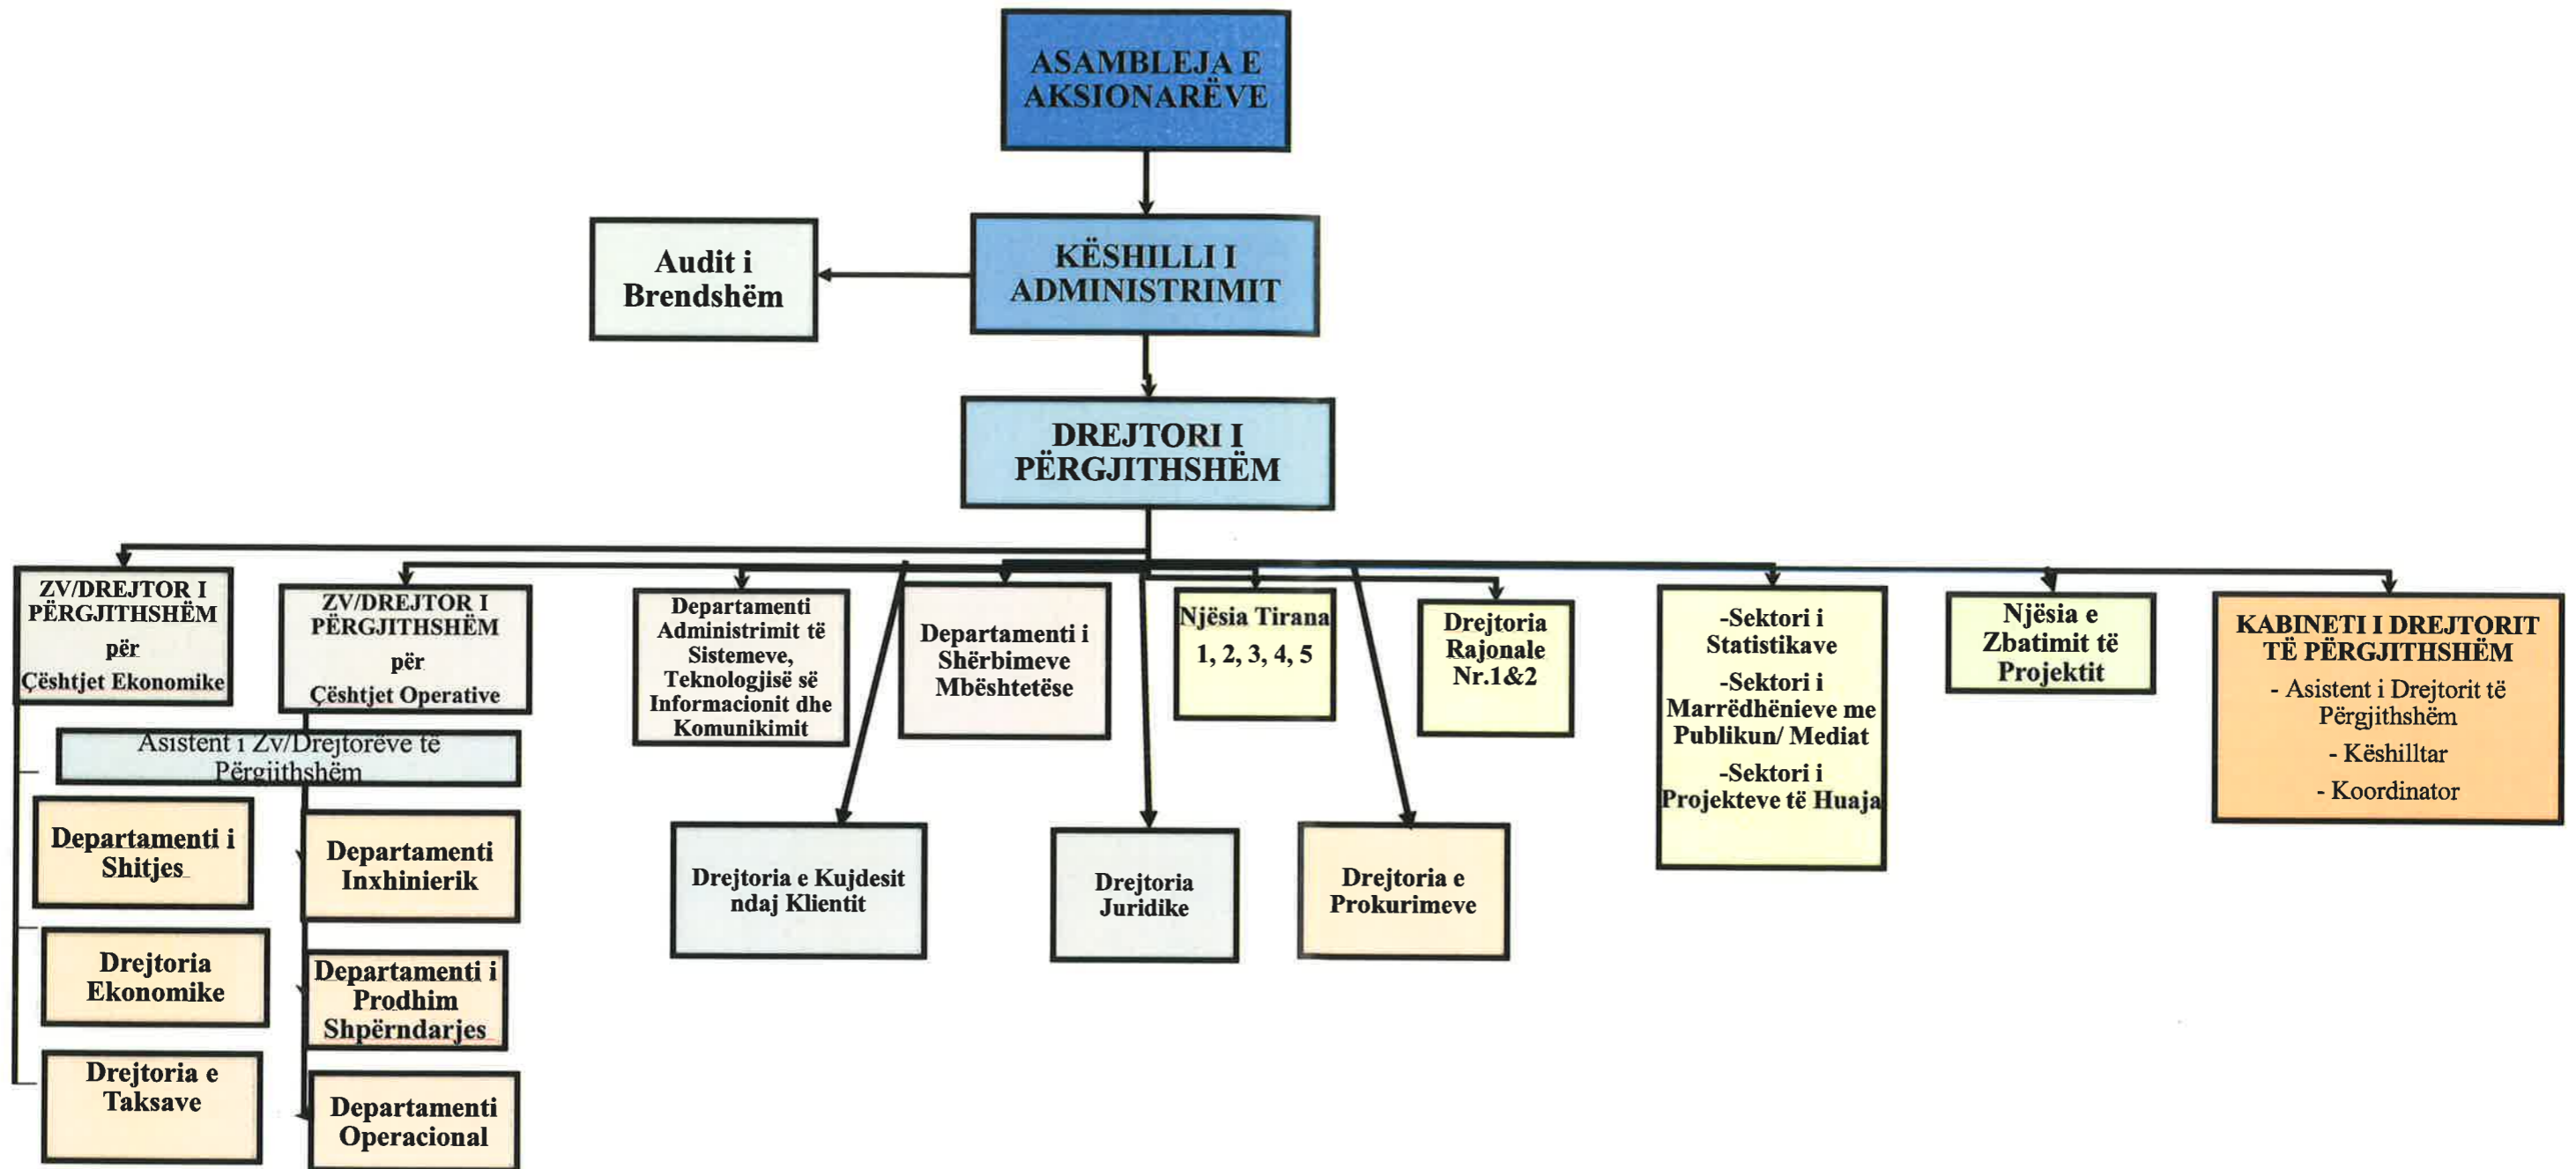 ASAMBLEJA E
AKSIONARËVE
Audit i
Brendshëm
KËSHILLI I
ADMINISTRIMIT
DREJTORI I
PËRGJITHSHËM
ZV/DREJTOR I
PËRGJITHSHËM
për
Çështjet Ekonomike
ZV/DREJTOR I
PËRGJITHSHËM
për
Çështjet Operative
Departamenti
Administrimit të
Sistemeve,
Teknologjisë së
Informacionit dhe
Komunikimit
Departamenti i
Shërbimeve
Mbështetëse
Njësia Tirana
1, 2, 3, 4, 5
Drejtoria
Rajonale
Nr.1&2
-Sektori i
Statistikave
-Sektori i
Marrëdhënieve me
Publikun/ Mediat
-Sektori i
Projekteve të Huaja
Njësia e
Zbatimit të
Projektit
KABINETI I DREJTORIT
TË PËRGJITHSHËM
- Asistent i Drejtorit të
Përgjithshëm
- Këshilltar
- Koordinator
Asistent i Zv/Drejtorëve të
Përgjithshëm
Departamenti i
Shitjes
Departamenti
Inxhinierik
Drejtoria e Kujdesit
ndaj Klientit
Drejtoria
Juridike
Drejtoria e
Prokurimeve
Drejtoria
Ekonomike
Departamenti i
Prodhim
Shpërndarjes
Drejtoria e
Taksave
Departamenti
Operacional